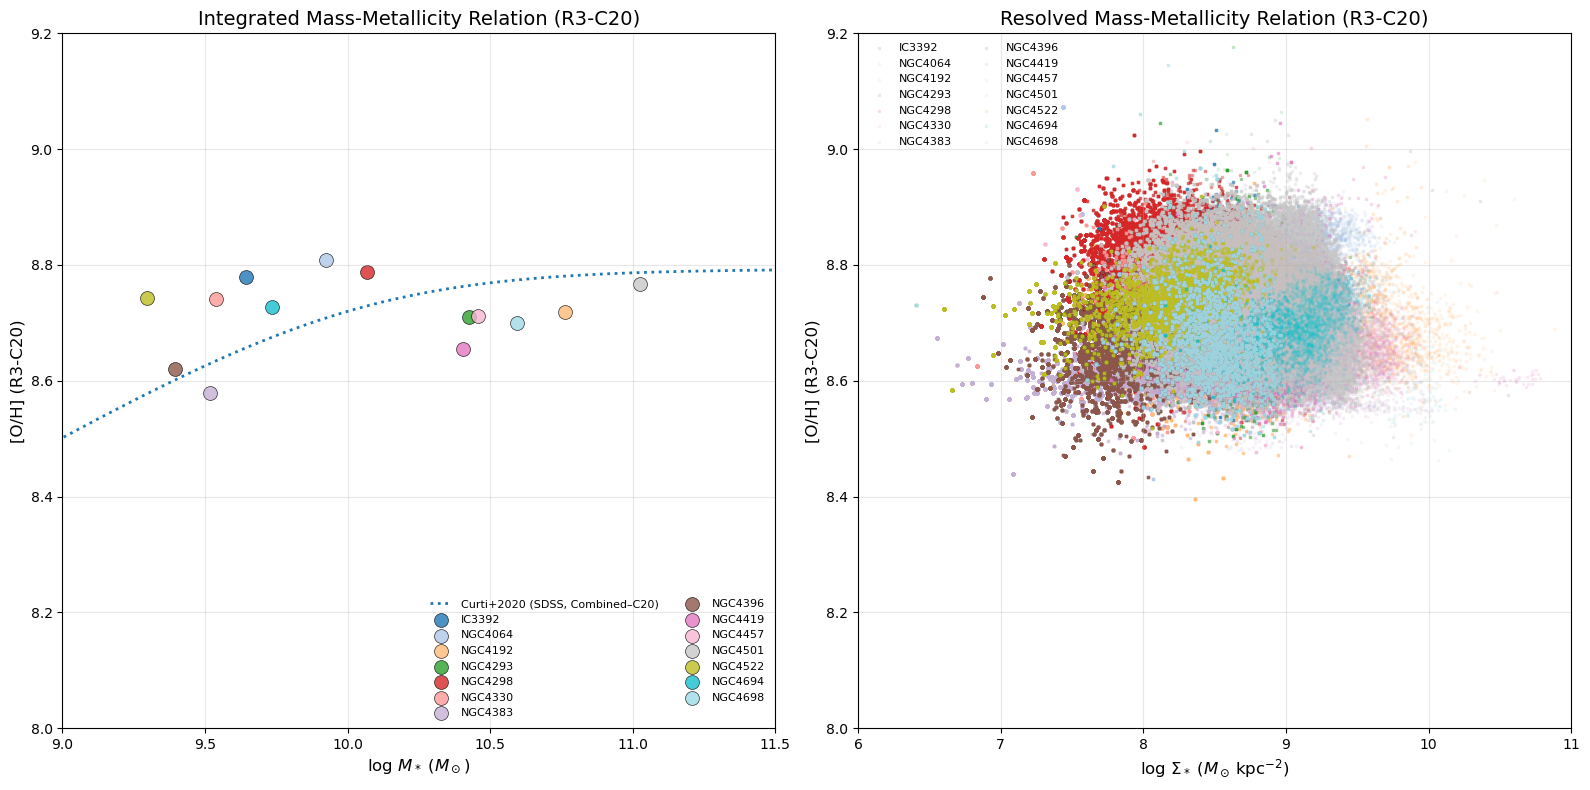 Integrated Mass-Metallicity Relation (R3-C20)
9.2
9.0
8.8
8.6
8.4
8.2
8.0
[O/H] (R3-C20)
9.0 9.5 10.0 10.5 11.0 11.5
log M* (M⊙)
Curti+2020 (SDSS, Combined–C20)
IC3392
NGC4064
NGC4192
NGC4293
NGC4298
NGC4330
NGC4383
NGC4396
NGC4419
NGC4457
NGC4501
NGC4522
NGC4694
NGC4698
Resolved Mass-Metallicity Relation (R3-C20)
9.2
9.0
8.8
8.6
8.4
8.2
8.0
[O/H] (R3-C20)
6 7 8 9 10 11
log Σ* (M⊙ kpc⁻²)
IC3392
NGC4064
NGC4192
NGC4293
NGC4298
NGC4330
NGC4383
NGC4396
NGC4419
NGC4457
NGC4501
NGC4522
NGC4694
NGC4698